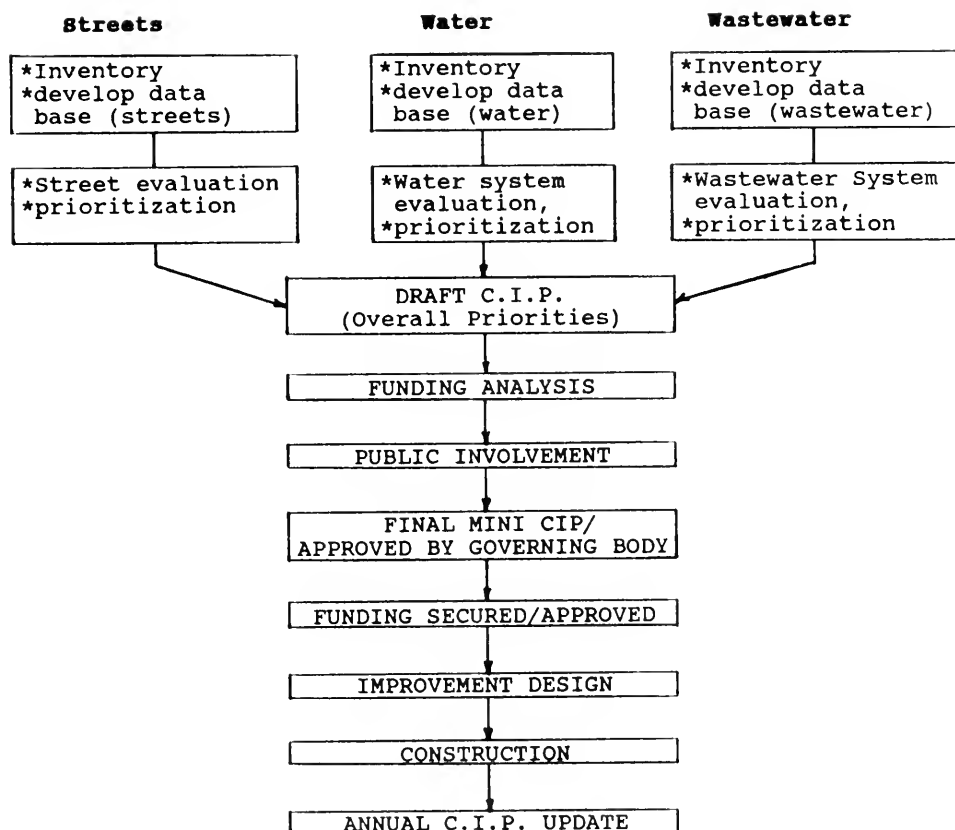 Streets
Water
Wastewater
*Inventory
*develop data
base (streets)
*Inventory
*develop data
base (water)
*Inventory
*develop data
base (wastewater)
*Street evaluation
*prioritization
*Water system
evaluation,
*prioritization
*Wastewater System
evaluation,
*prioritization
DRAFT C.I.P.
(Overall Priorities)
FUNDING ANALYSIS
PUBLIC INVOLVEMENT
FINAL MINI CIP/
APPROVED BY GOVERNING BODY
FUNDING SECURED/APPROVED
IMPROVEMENT DESIGN
CONSTRUCTION
ANNUAL C.I.P. UPDATE